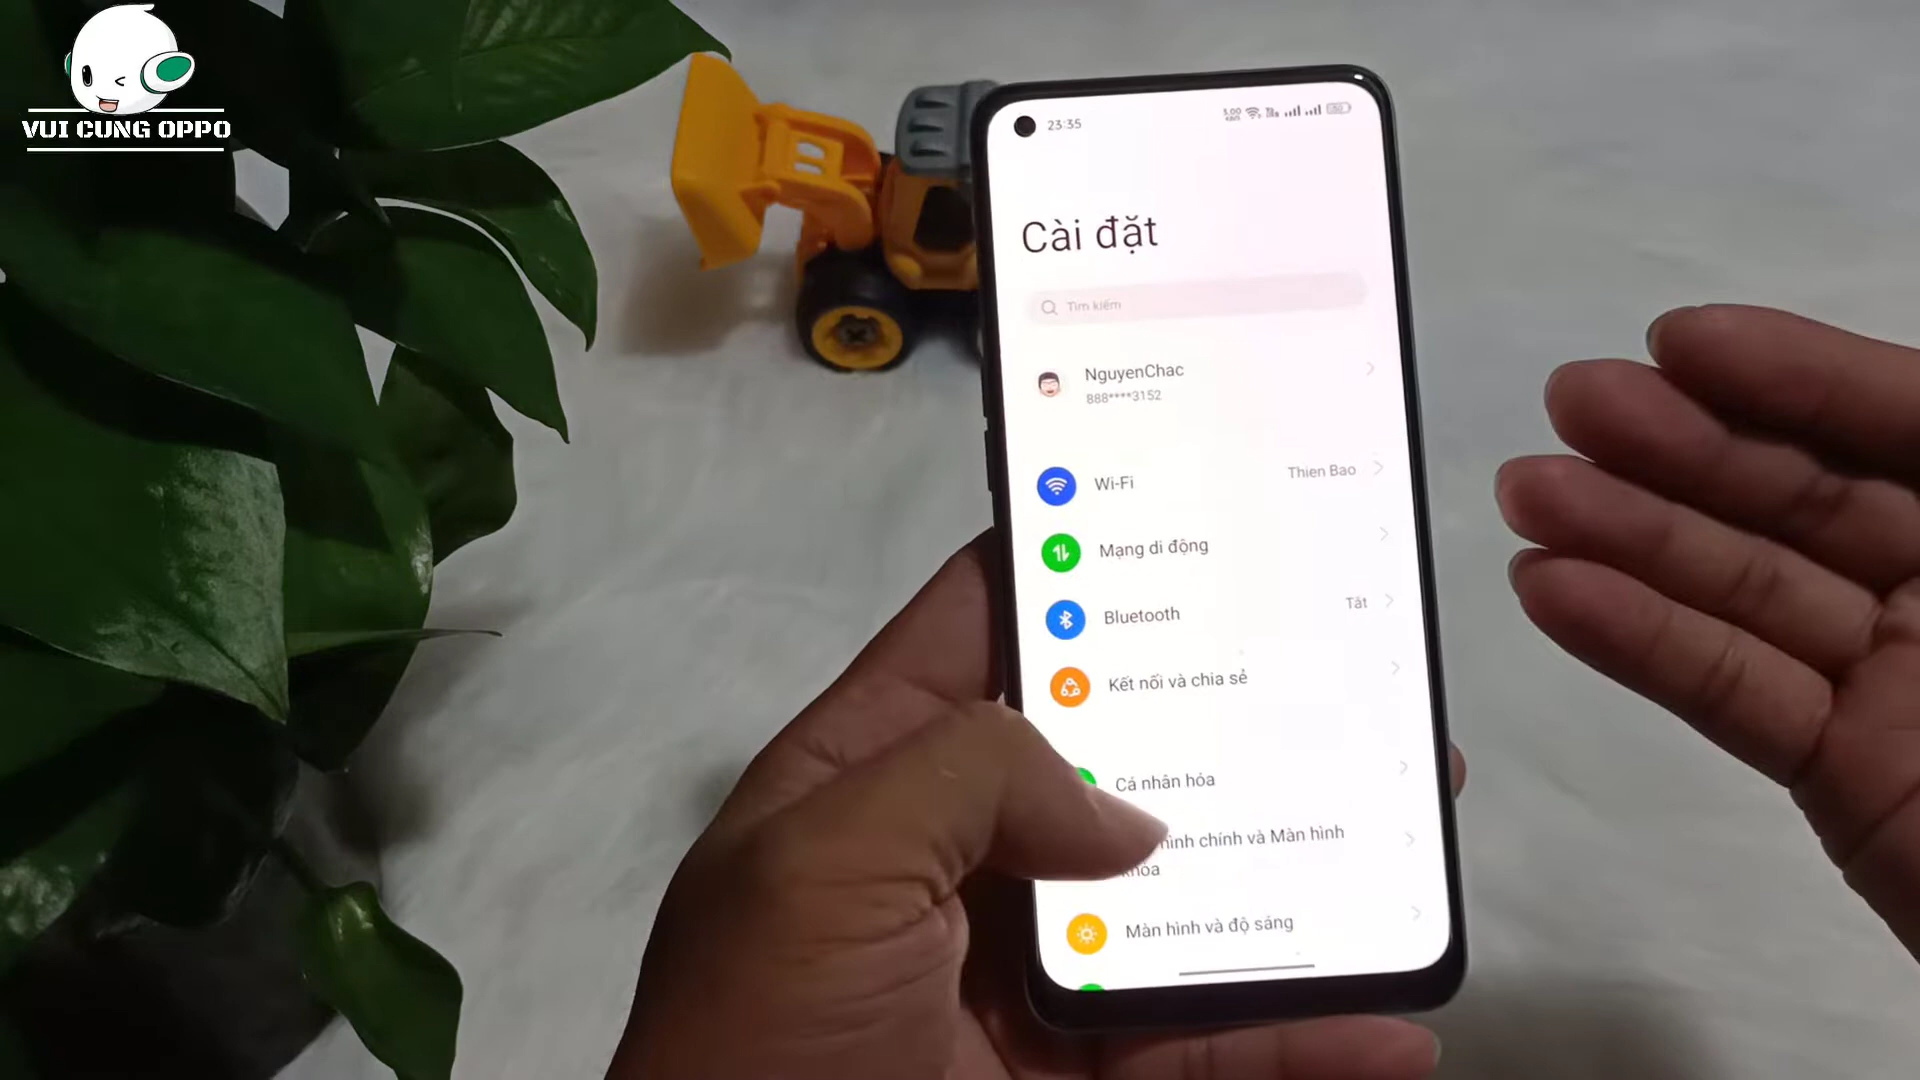 VUI CUNG OPPO
23:35
Cài đặt
Tìm kiếm
NguyenChac
888****3152
Wi-Fi
Thien Bao
Mạng di động
Bluetooth
Tắt
Kết nối và chia sẻ
Cá nhân hóa
hình chính và Màn hình
khóa
Màn hình và độ sáng